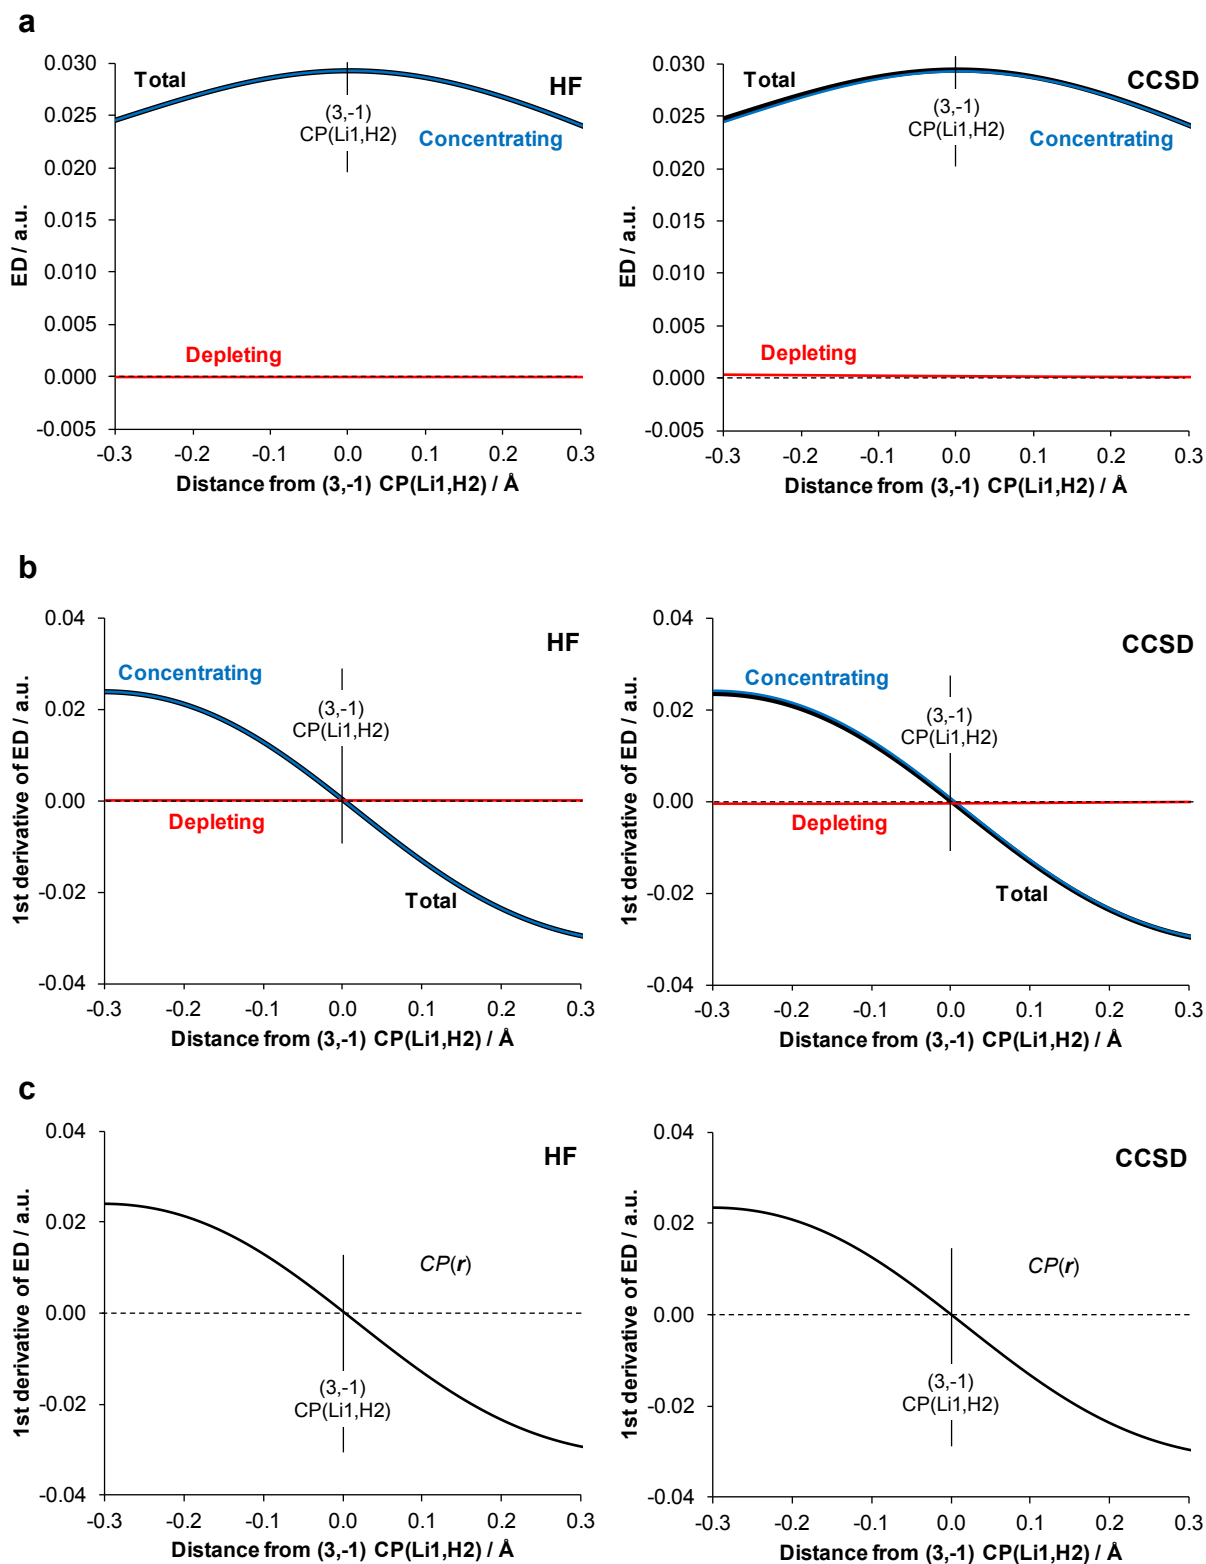 a
0.030
0.025
0.020
0.015
0.010
0.005
0.000
-0.005
ED / a.u.
Total
HF
(3,-1)
CP(Li1,H2)
Concentrating
Depleting
-0.3 -0.2 -0.1 0.0 0.1 0.2 0.3
Distance from (3,-1) CP(Li1,H2) / Å
0.030
0.025
0.020
0.015
0.010
0.005
0.000
-0.005
ED / a.u.
Total
CCSD
(3,-1)
CP(Li1,H2)
Concentrating
Depleting
-0.3 -0.2 -0.1 0.0 0.1 0.2 0.3
Distance from (3,-1) CP(Li1,H2) / Å
b
0.04
0.02
0.00
-0.02
-0.04
1st derivative of ED / a.u.
HF
Concentrating
(3,-1)
CP(Li1,H2)
Depleting
Total
-0.3 -0.2 -0.1 0.0 0.1 0.2 0.3
Distance from (3,-1) CP(Li1,H2) / Å
0.04
0.02
0.00
-0.02
-0.04
1st derivative of ED / a.u.
CCSD
Concentrating
(3,-1)
CP(Li1,H2)
Depleting
Total
-0.3 -0.2 -0.1 0.0 0.1 0.2 0.3
Distance from (3,-1) CP(Li1,H2) / Å
c
0.04
0.02
0.00
-0.02
-0.04
1st derivative of ED / a.u.
HF
CP(r)
(3,-1)
CP(Li1,H2)
-0.3 -0.2 -0.1 0.0 0.1 0.2 0.3
Distance from (3,-1) CP(Li1,H2) / Å
0.04
0.02
0.00
-0.02
-0.04
1st derivative of ED / a.u.
CCSD
CP(r)
(3,-1)
CP(Li1,H2)
-0.3 -0.2 -0.1 0.0 0.1 0.2 0.3
Distance from (3,-1) CP(Li1,H2) / Å